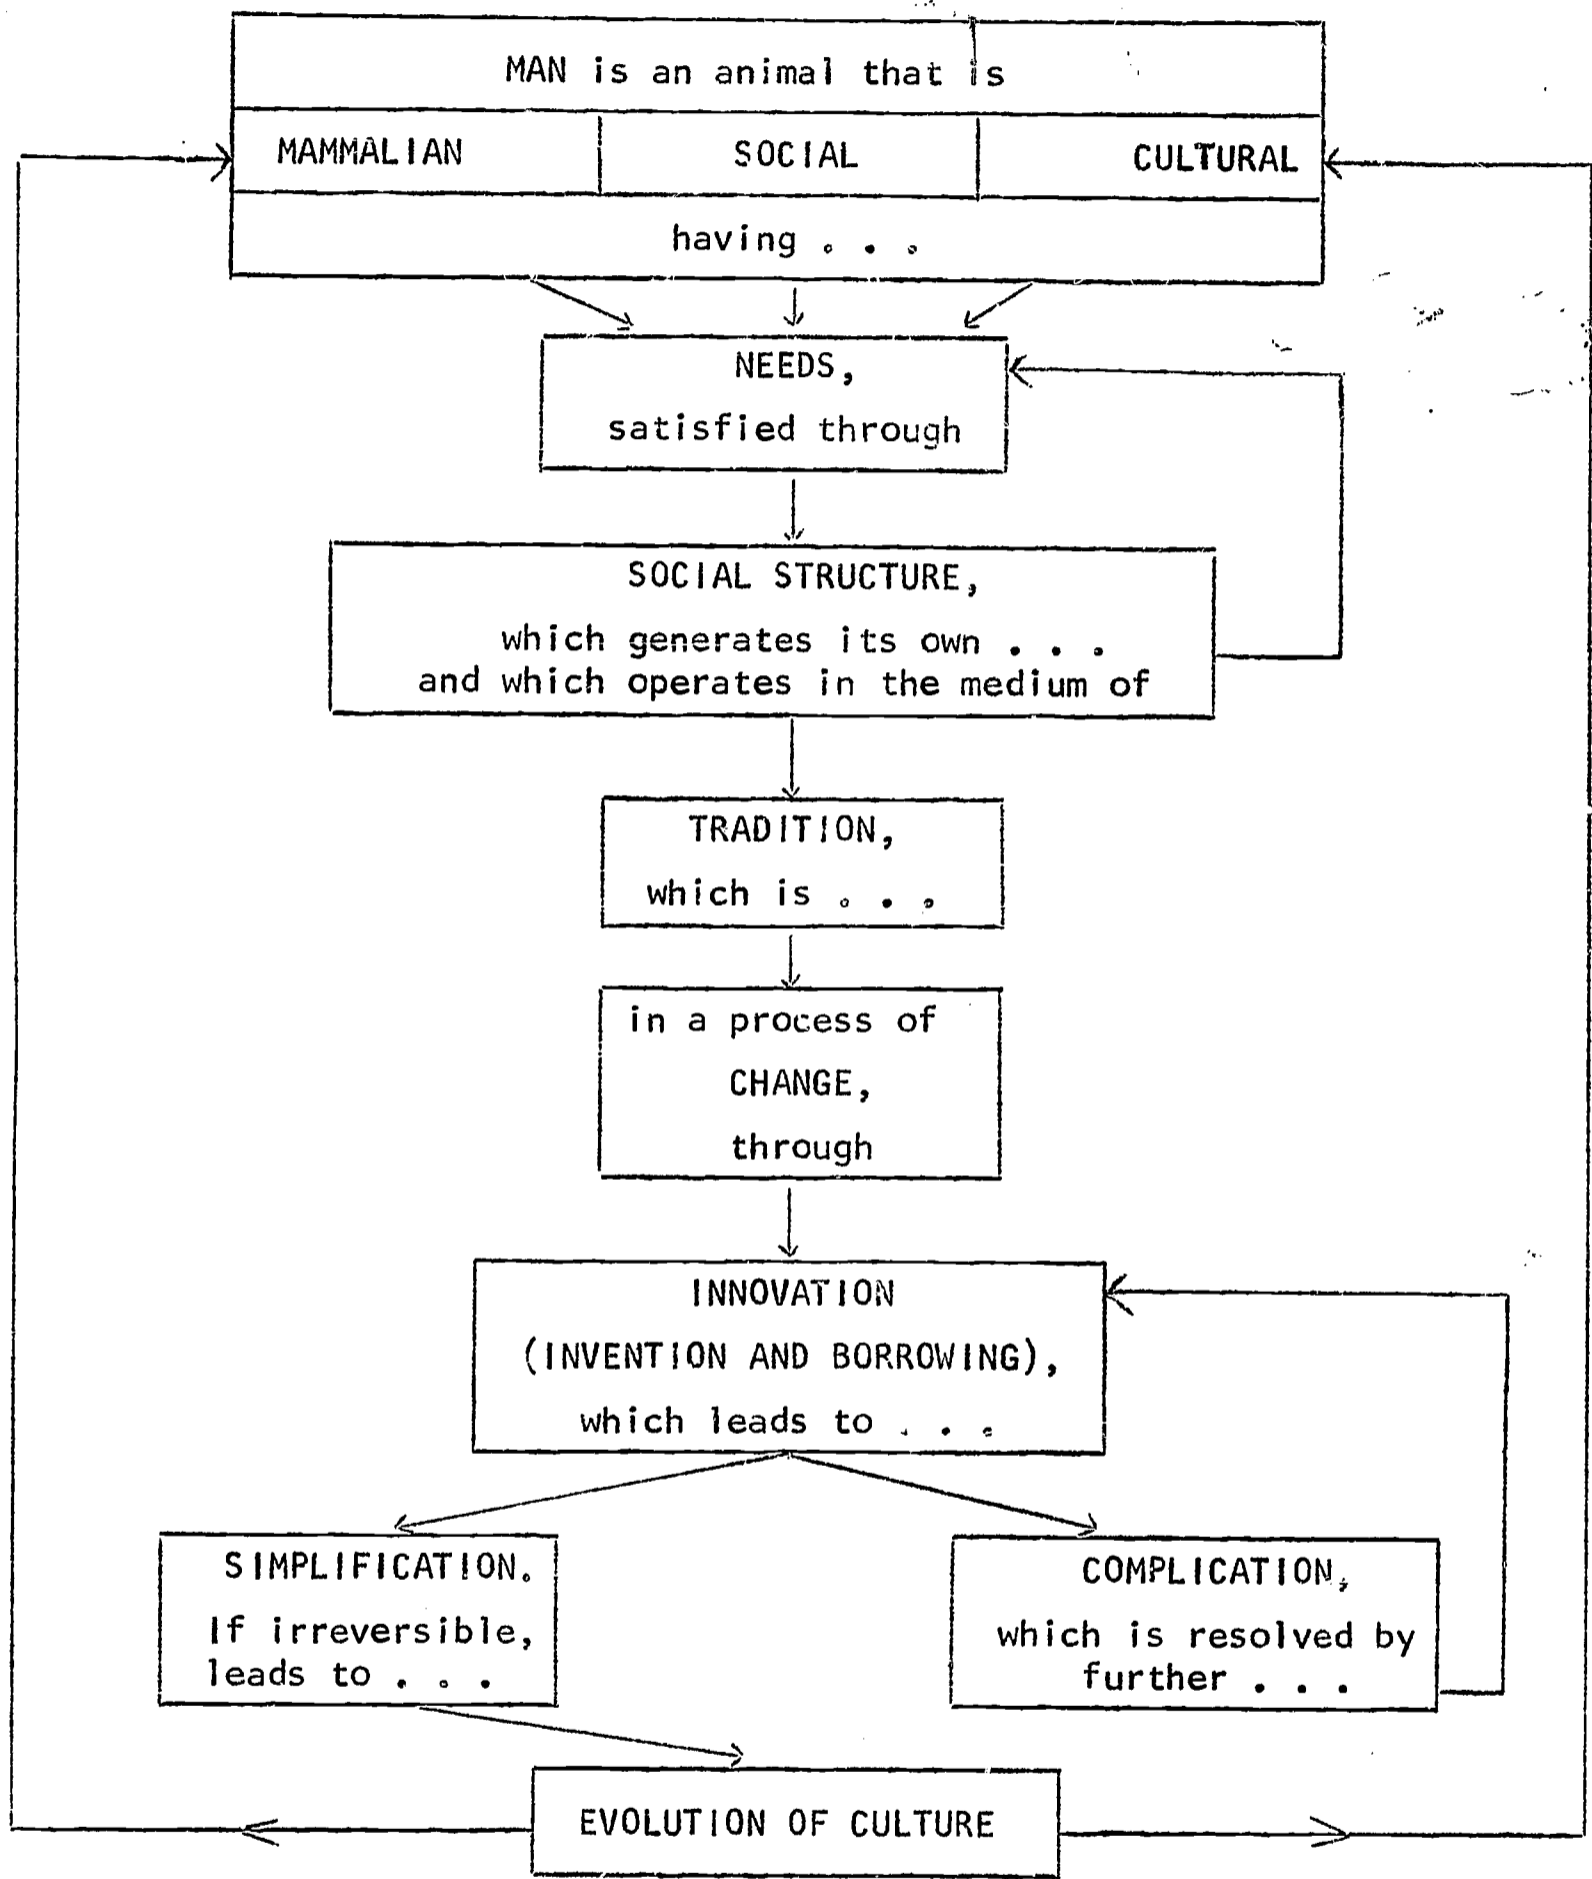 MAN is an animal that is
MAMMALIAN SOCIAL CULTURAL
having . . .
NEEDS,
satisfied through
SOCIAL STRUCTURE,
which generates its own . . .
and which operates in the medium of
TRADITION,
which is . . .
in a process of
CHANGE,
through
INNOVATION
(INVENTION AND BORROWING),
which leads to . . .
SIMPLIFICATION.
If irreversible,
leads to . . .
COMPLICATION,
which is resolved by
further . . .
EVOLUTION OF CULTURE